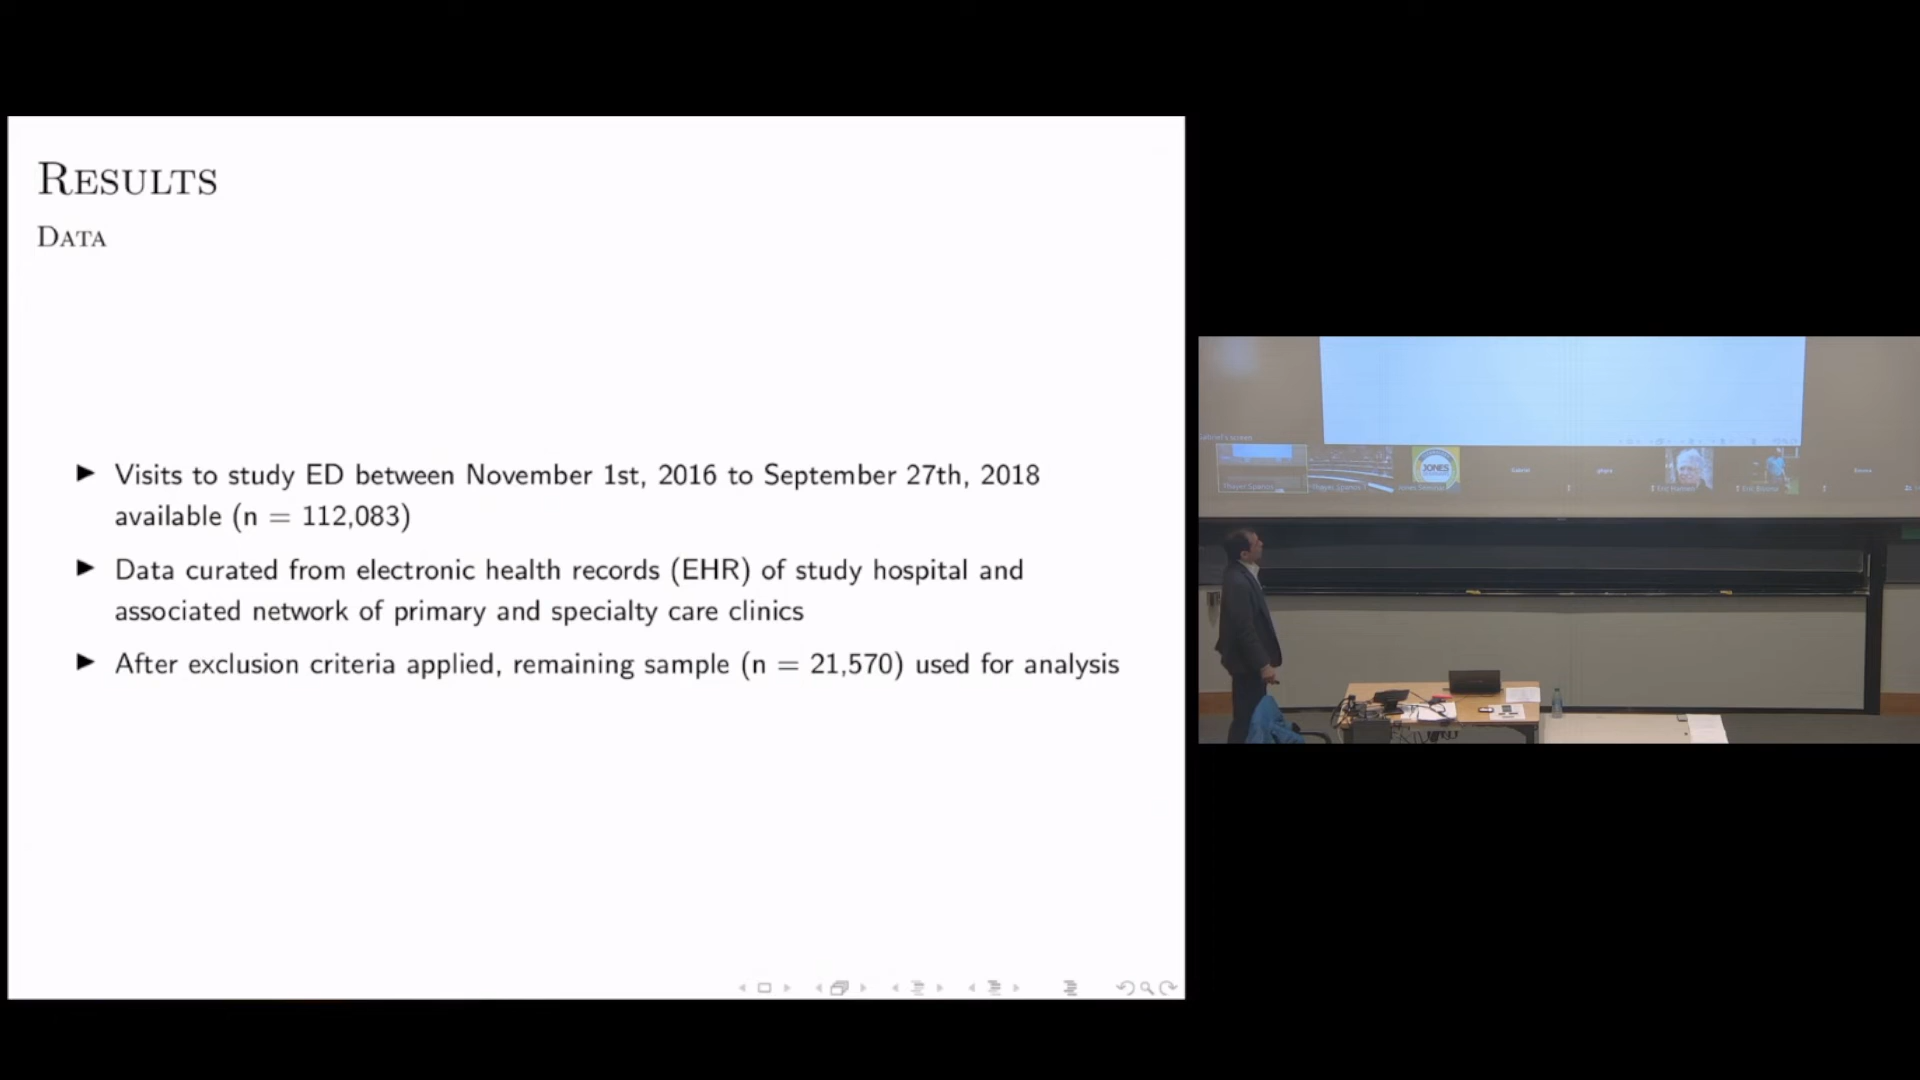 RESULTS
DATA
▶ Visits to study ED between November 1st, 2016 to September 27th, 2018
available (n = 112,083)
▶ Data curated from electronic health records (EHR) of study hospital and
associated network of primary and specialty care clinics
▶ After exclusion criteria applied, remaining sample (n = 21,570) used for analysis
JONES